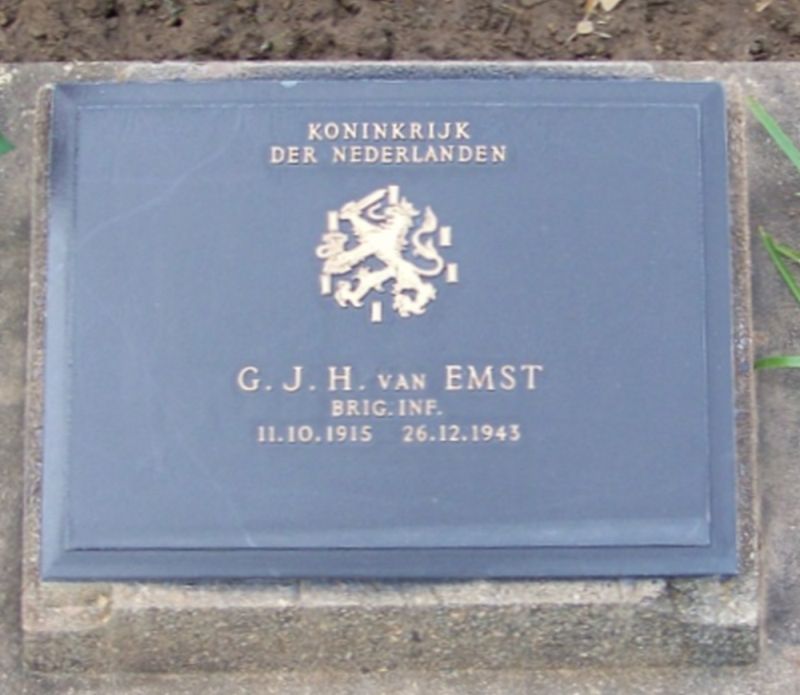 KONINKRIJK
DER NEDERLANDEN
G.J.H. VAN EMST
BRIG.INF.
11.10.1915 26.12.1943